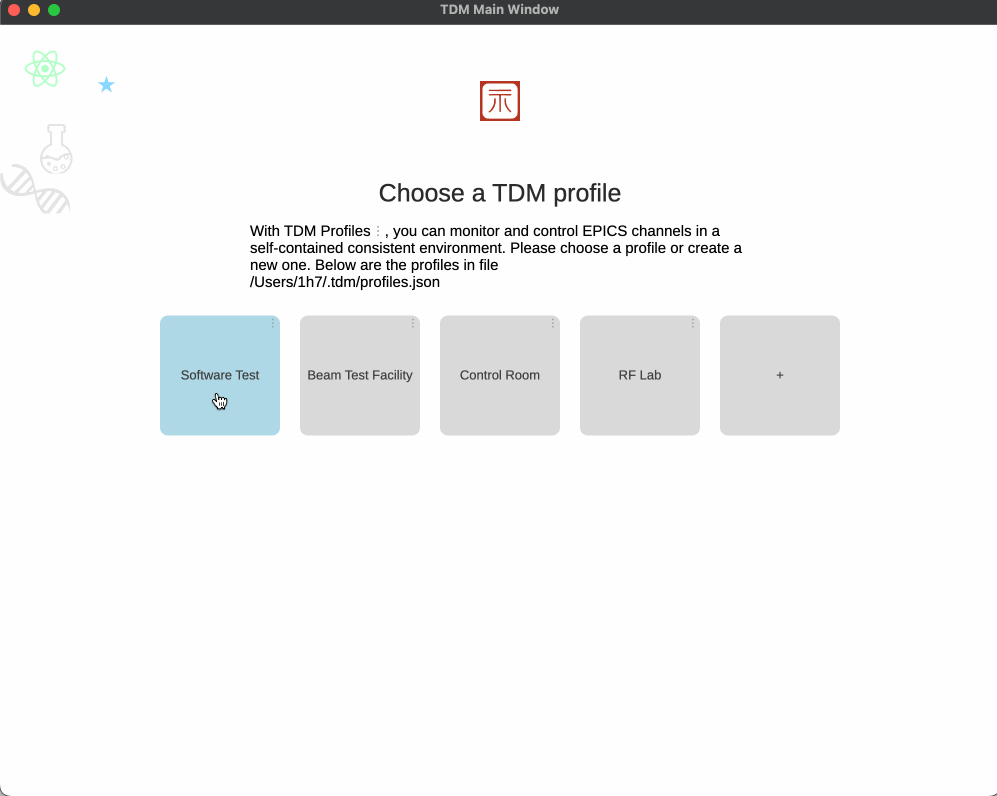 TDM Main Window
Choose a TDM profile
With TDM Profiles ⋮, you can monitor and control EPICS channels in a
self-contained consistent environment. Please choose a profile or create a
new one. Below are the profiles in file
/Users/1h7/.tdm/profiles.json
Software Test
Beam Test Facility
Control Room
RF Lab
+